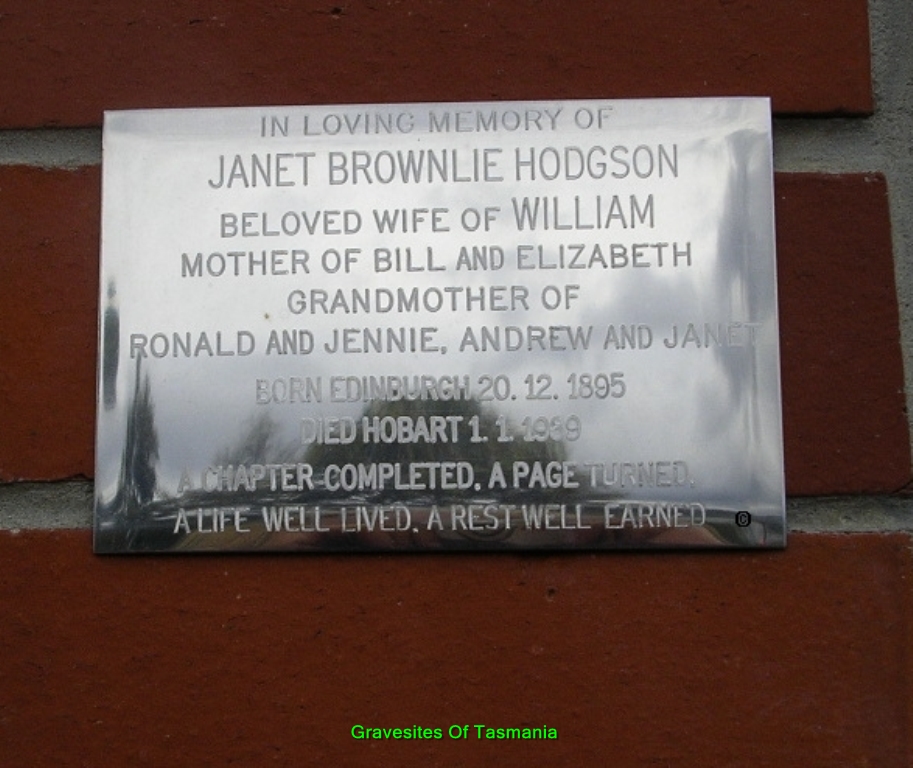 IN LOVING MEMORY OF
JANET BROWNLIE HODGSON
BELOVED WIFE OF WILLIAM
MOTHER OF BILL AND ELIZABETH
GRANDMOTHER OF
RONALD AND JENNIE, ANDREW AND JANET
BORN EDINBURGH 20. 12. 1895
DIED HOBART 1. 1.
A CHAPTER COMPLETED, A PAGE TURNED,
A LIFE WELL LIVED, A REST WELL EARNED ©
Gravesites Of Tasmania